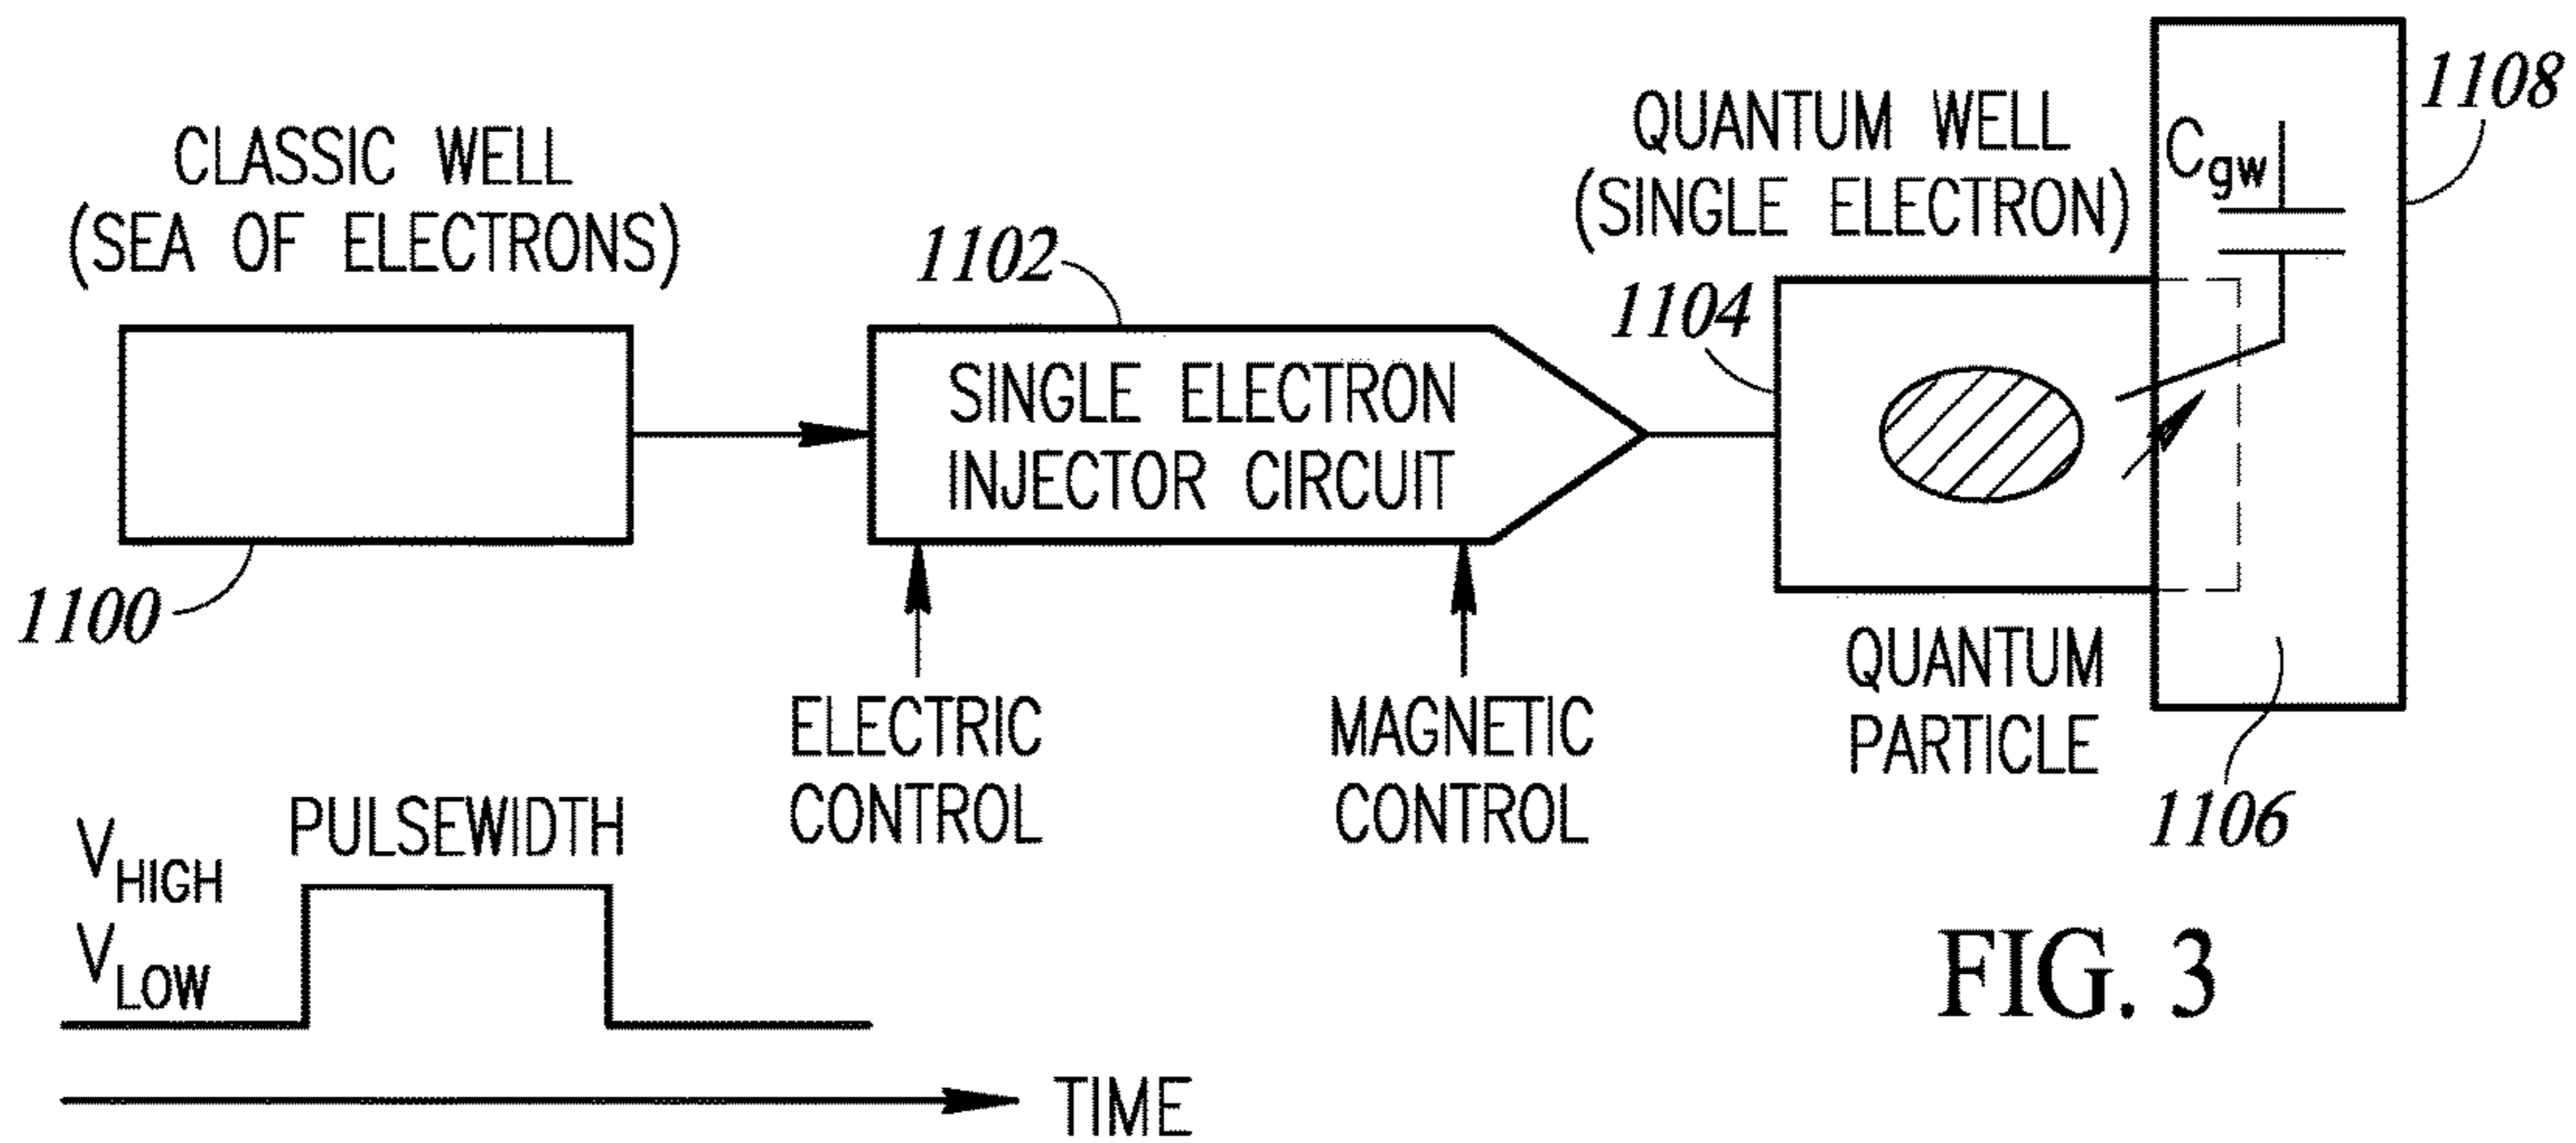 CLASSIC WELL
(SEA OF ELECTRONS)
1100
1102
SINGLE ELECTRON
INJECTOR CIRCUIT
ELECTRIC
CONTROL
MAGNETIC
CONTROL
QUANTUM WELL
(SINGLE ELECTRON)
1104
Cgw
1108
QUANTUM
PARTICLE
1106
VHIGH
PULSEWIDTH
VLOW
TIME
FIG. 3